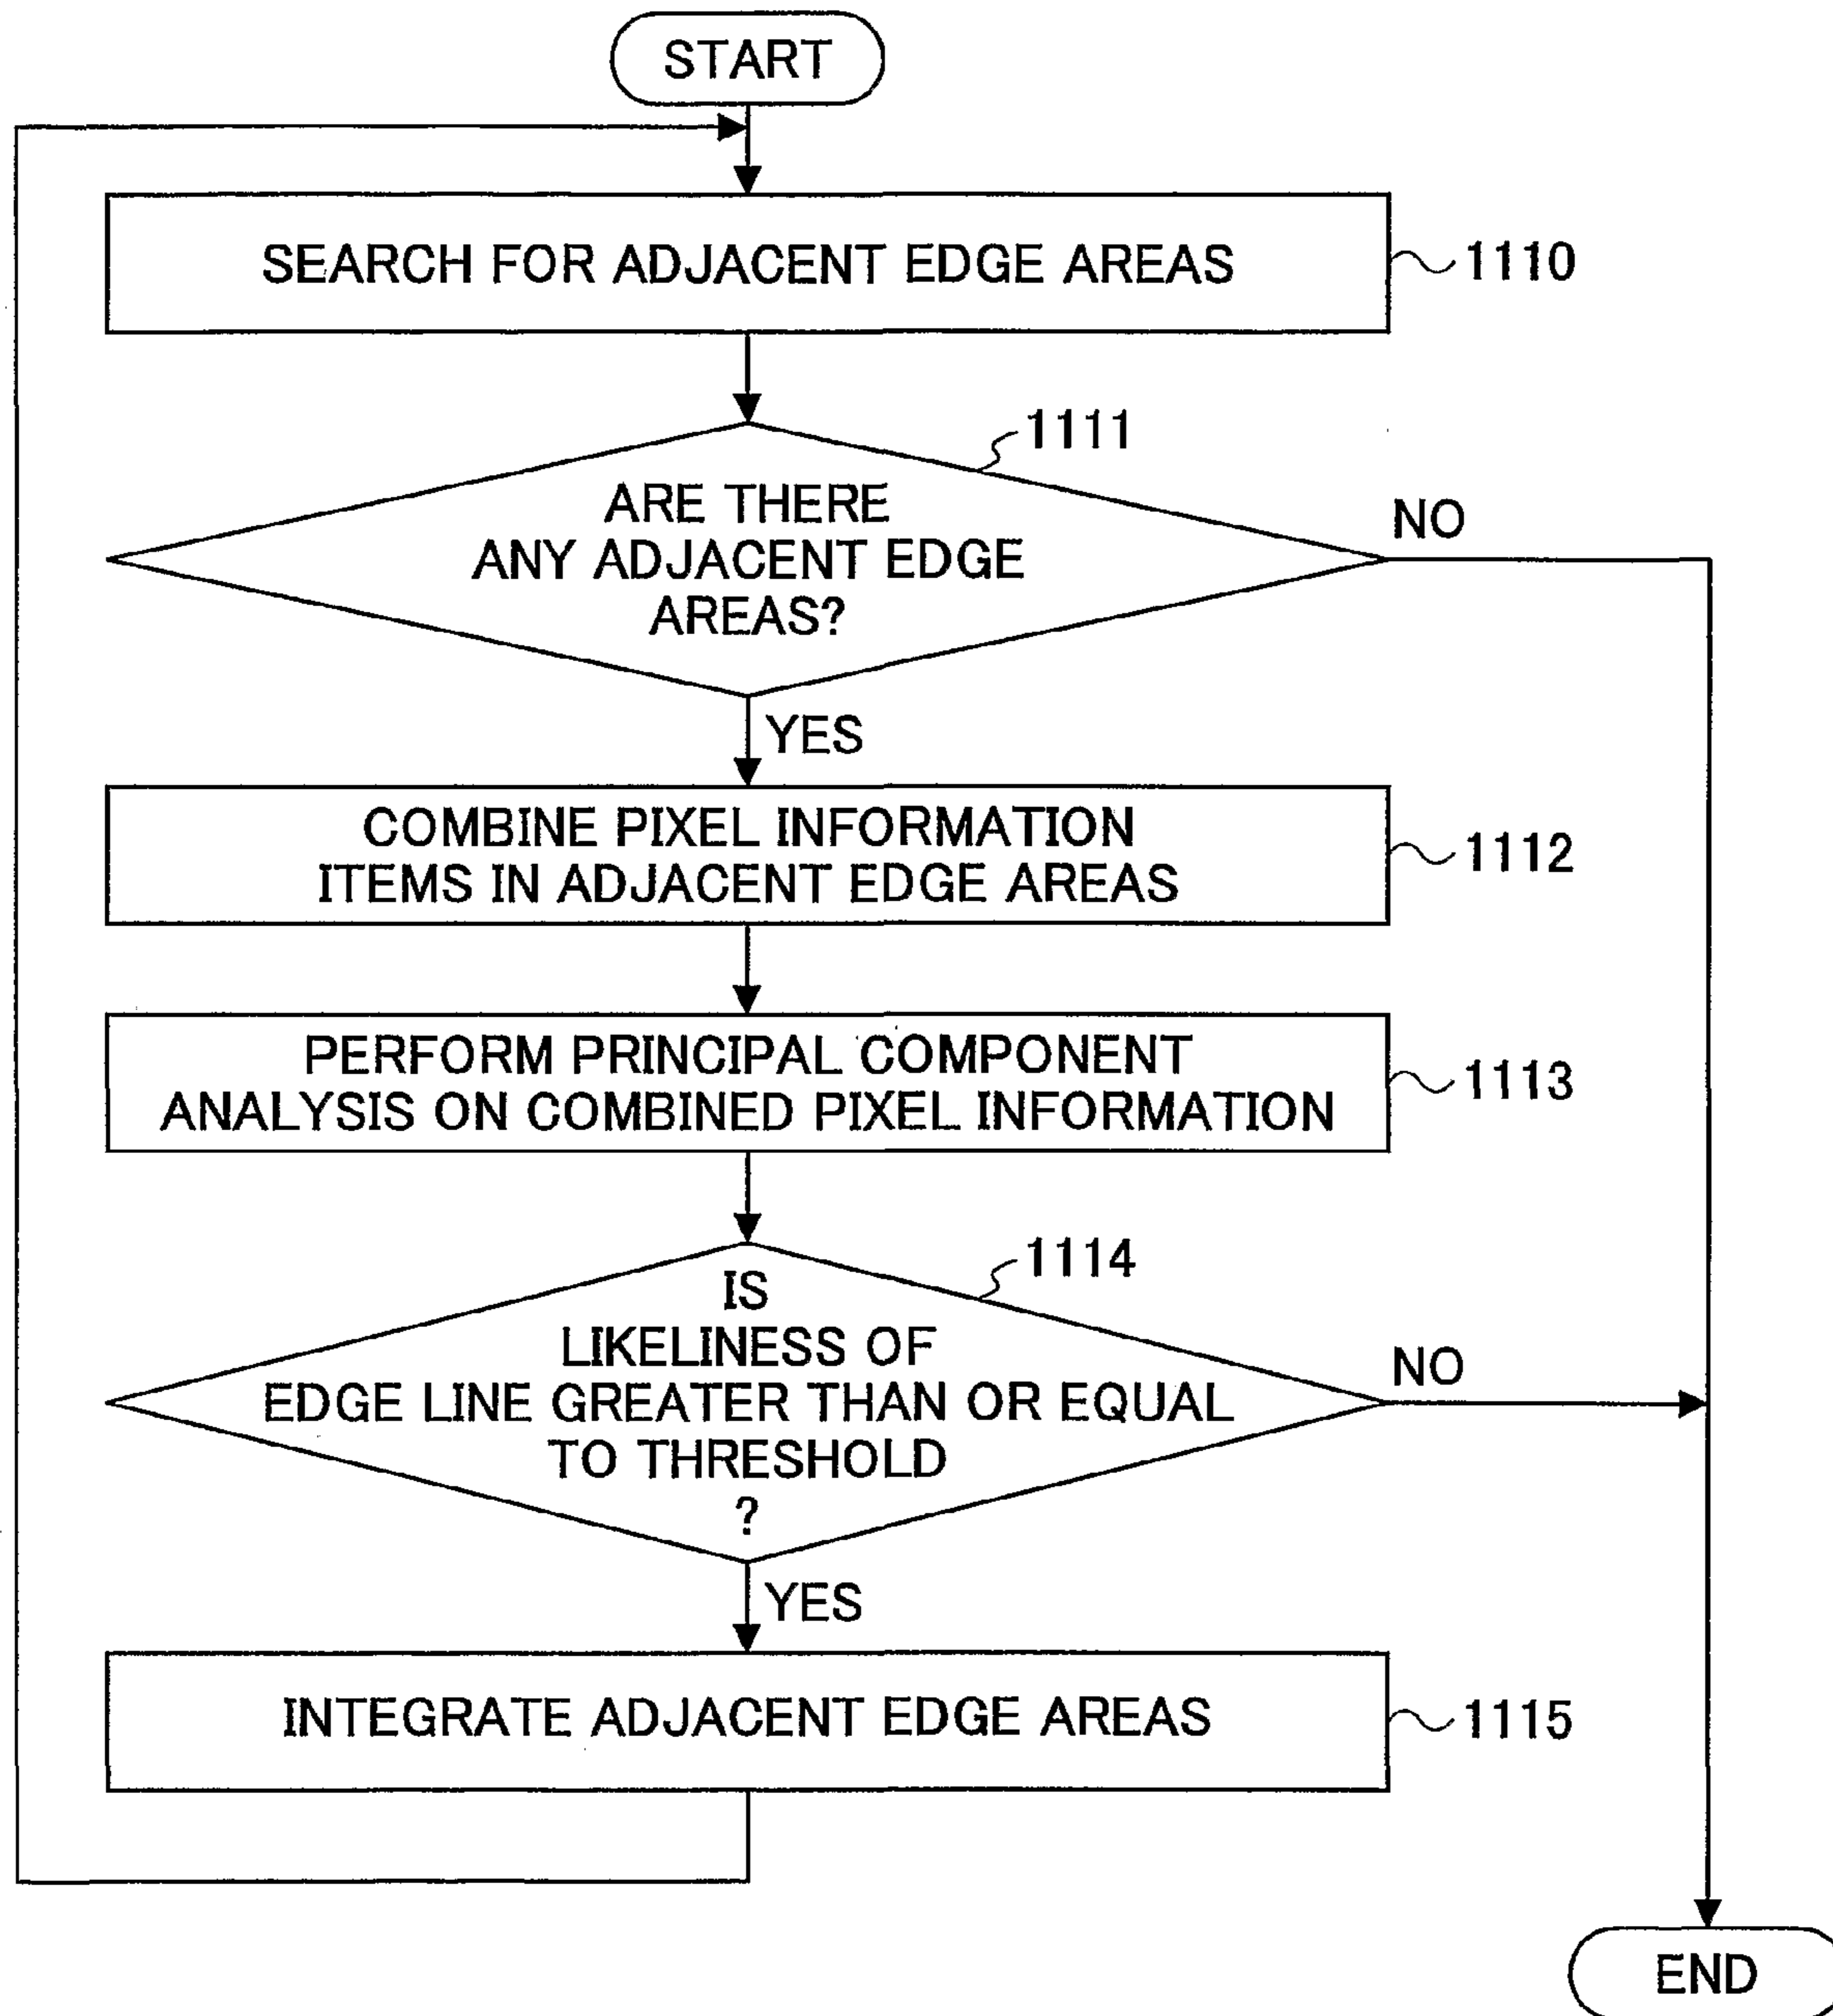 START
SEARCH FOR ADJACENT EDGE AREAS
1110
1111
ARE THERE
ANY ADJACENT EDGE
AREAS?
NO
YES
COMBINE PIXEL INFORMATION
ITEMS IN ADJACENT EDGE AREAS
1112
PERFORM PRINCIPAL COMPONENT
ANALYSIS ON COMBINED PIXEL INFORMATION
1113
1114
IS
LIKELINESS OF
EDGE LINE GREATER THAN OR EQUAL
TO THRESHOLD
?
NO
YES
INTEGRATE ADJACENT EDGE AREAS
1115
END